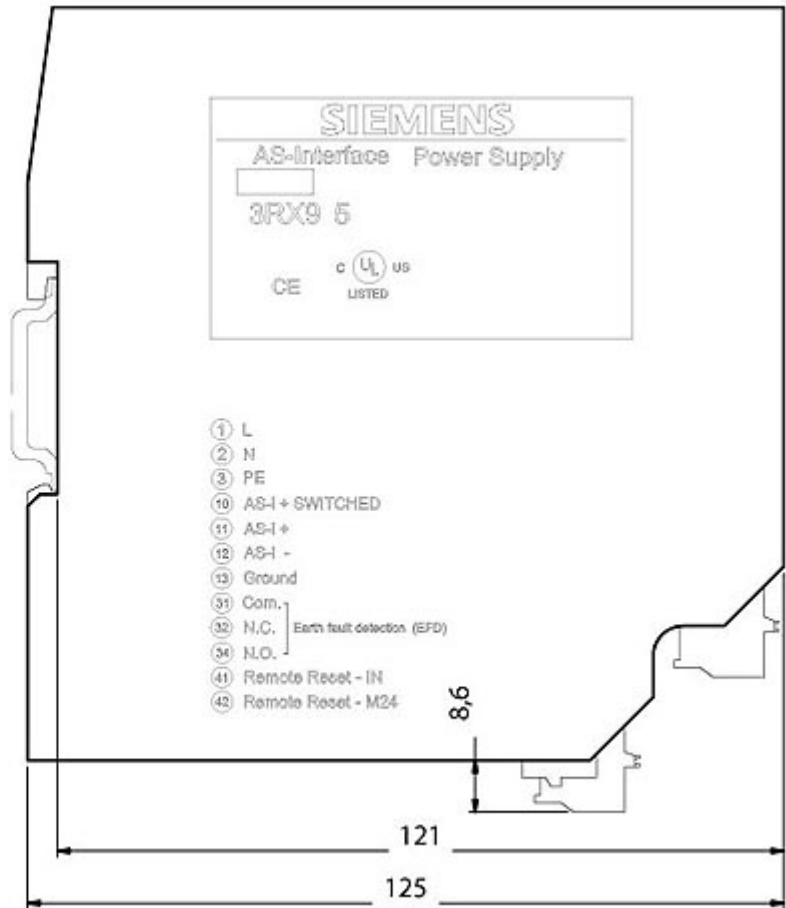 SIEMENS
AS-Interface Power Supply
3RX9 5
CE
C UL US
LISTED
1 L
2 N
3 PE
10 AS-I + SWITCHED
11 AS-I +
12 AS-I -
13 Ground
31 Com.
32 N.C. Earth fault detection (EFD)
34 N.O.
41 Remote Reset - IN
42 Remote Reset - M24
8,6
121
125